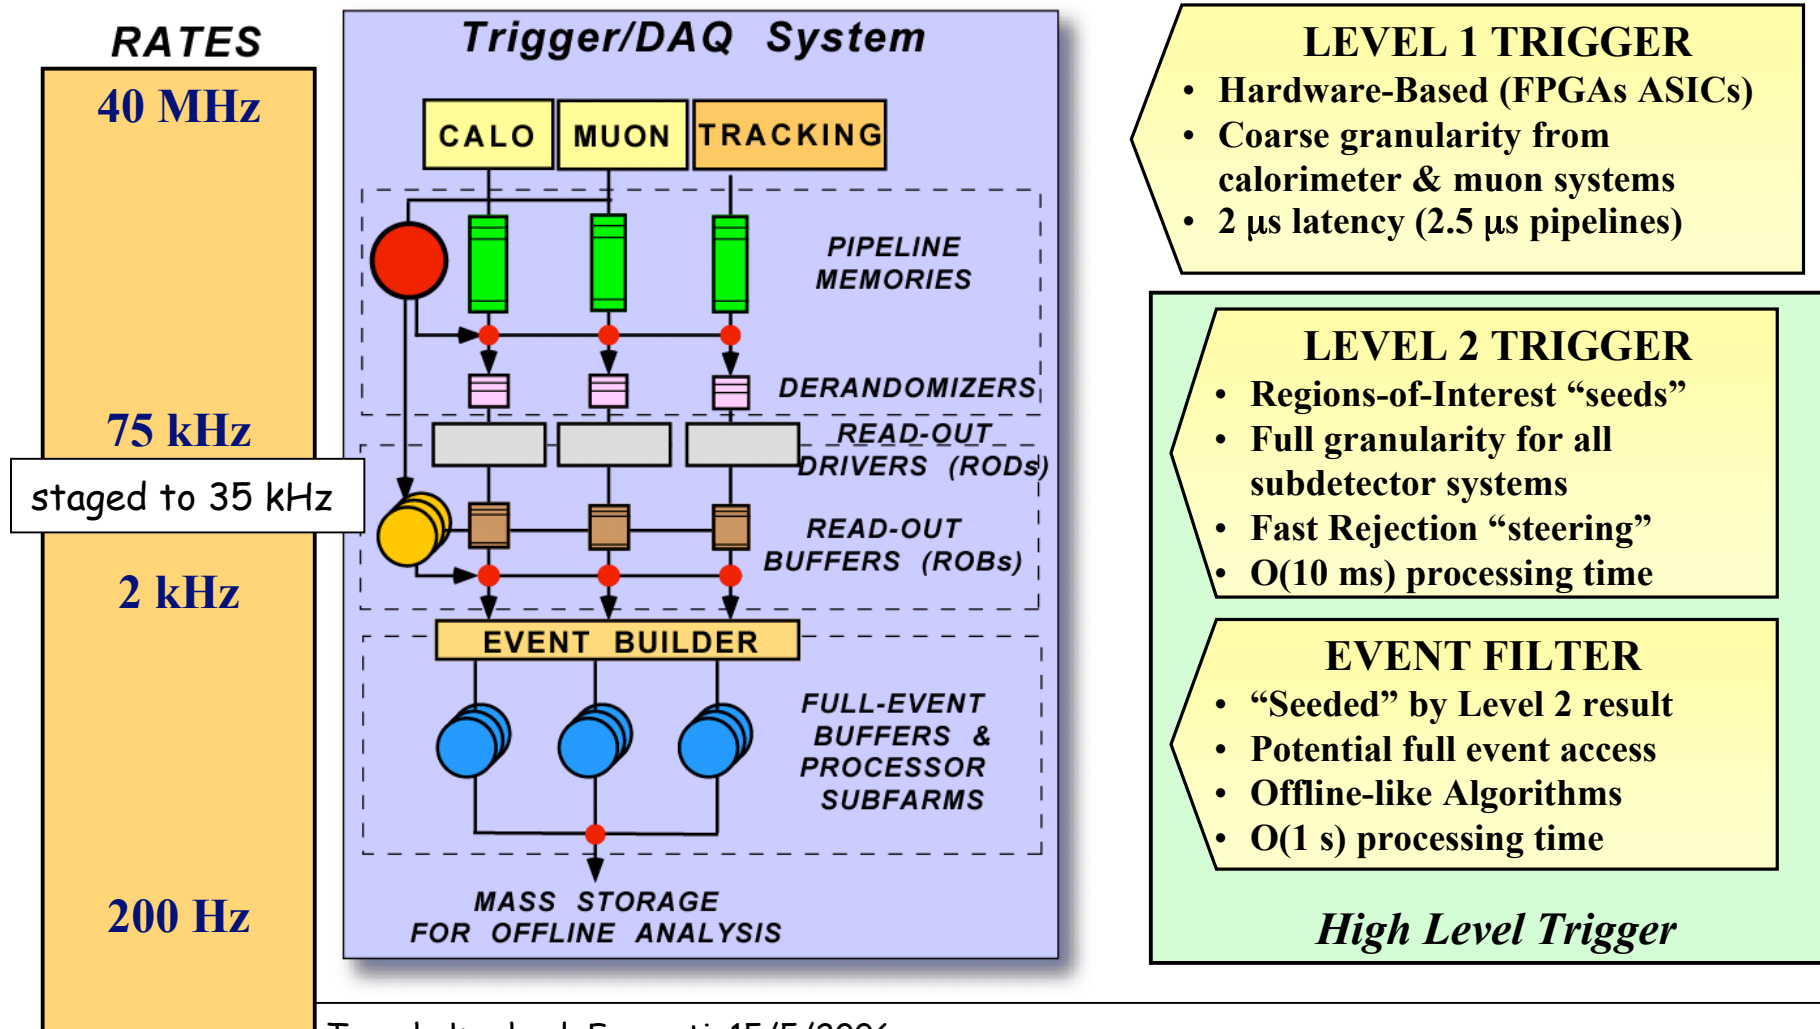 RATES
40 MHz
75 kHz
staged to 35 kHz
2 kHz
200 Hz
Trigger/DAQ System
CALO
MUON
TRACKING
PIPELINE
MEMORIES
DERANDOMIZERS
READ-OUT
DRIVERS (RODs)
READ-OUT
BUFFERS (ROBs)
EVENT BUILDER
FULL-EVENT
BUFFERS &
PROCESSOR
SUBFARMS
MASS STORAGE
FOR OFFLINE ANALYSIS
LEVEL 1 TRIGGER
• Hardware-Based (FPGAs ASICs)
• Coarse granularity from
calorimeter & muon systems
• 2 μs latency (2.5 μs pipelines)
LEVEL 2 TRIGGER
• Regions-of-Interest “seeds”
• Full granularity for all
subdetector systems
• Fast Rejection “steering”
• O(10 ms) processing time
EVENT FILTER
• “Seeded” by Level 2 result
• Potential full event access
• Offline-like Algorithms
• O(1 s) processing time
High Level Trigger
15/5/2006